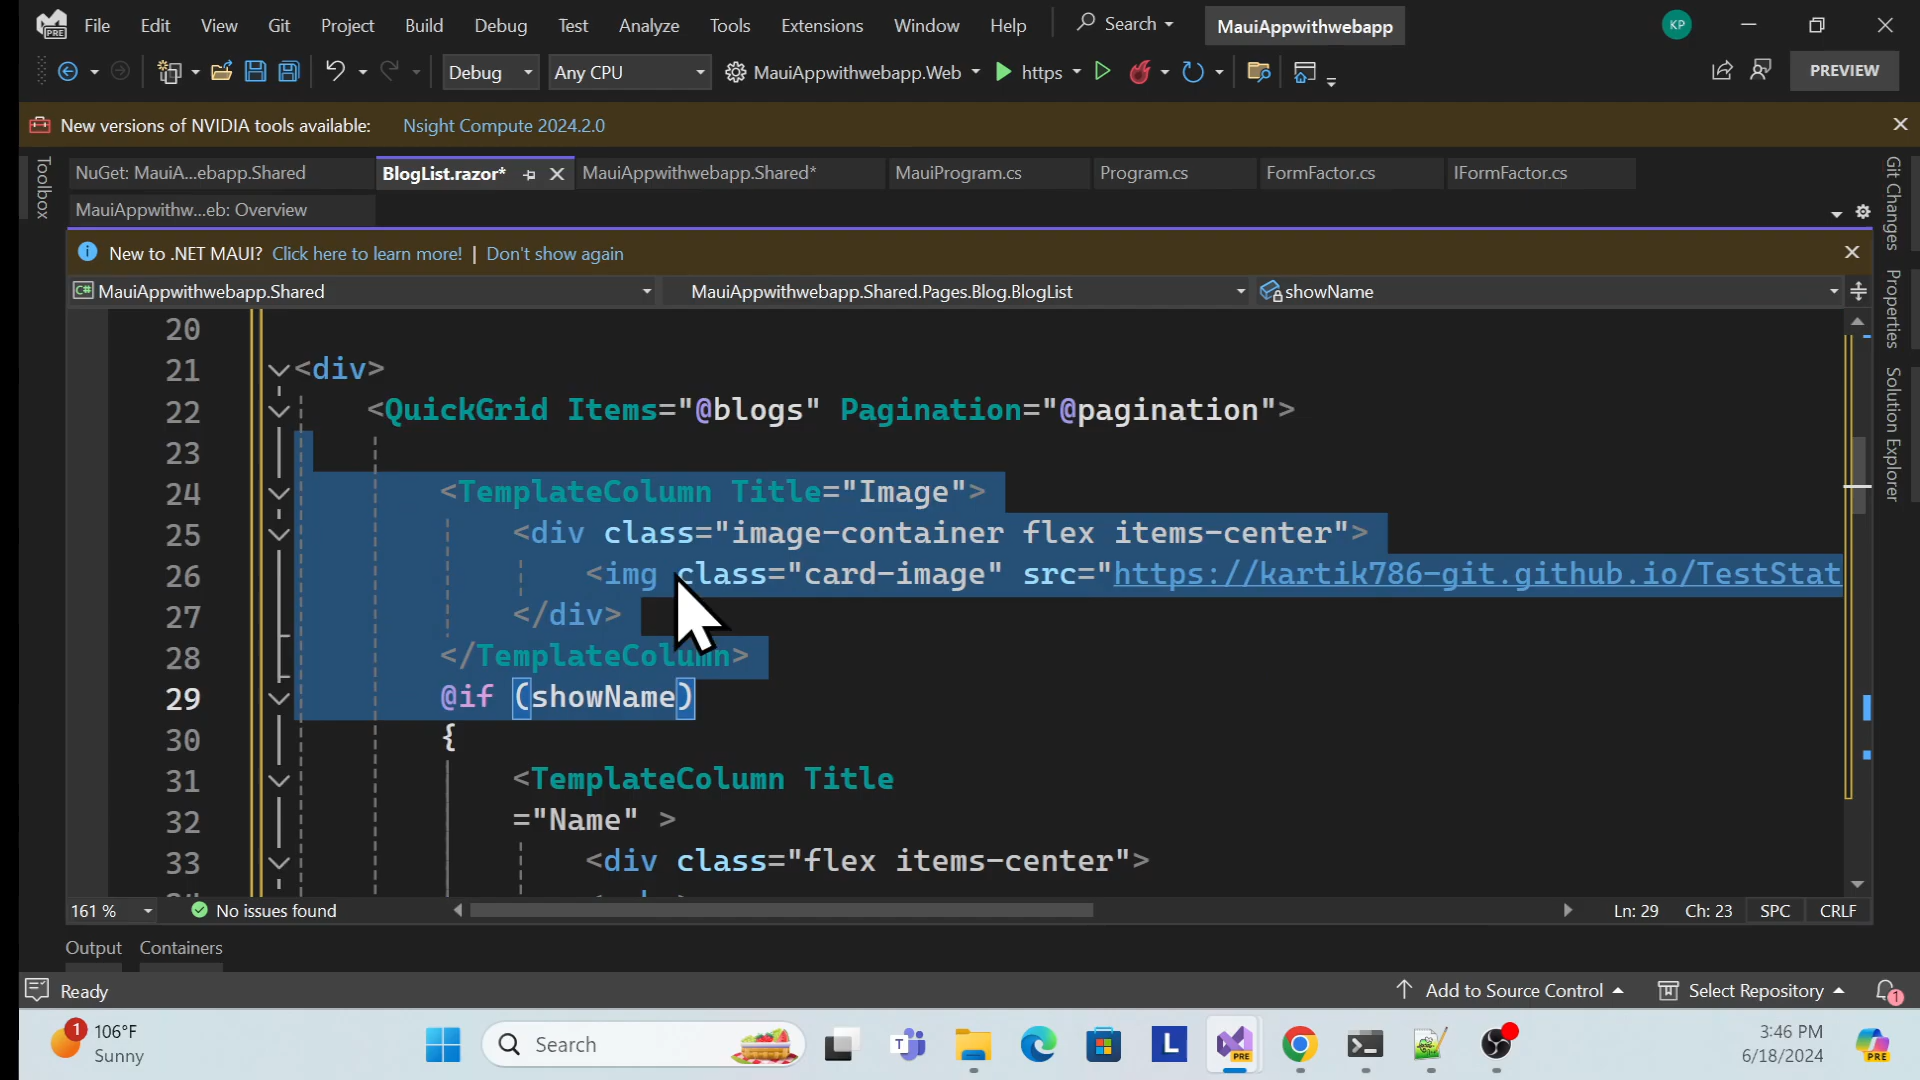 File Edit View Git Project Build Debug Test Analyze Tools Extensions Window Help Search MauiAppwithwebapp KP
Debug Any CPU MauiAppwithwebapp.Web https PREVIEW
New versions of NVIDIA tools available: Nsight Compute 2024.2.0
NuGet: MauiA...ebapp.Shared BlogList.razor* MauiAppwithwebapp.Shared* MauiProgram.cs Program.cs FormFactor.cs IFormFactor.cs
MauiAppwithw...eb: Overview
New to .NET MAUI? Click here to learn more! | Don't show again
C# MauiAppwithwebapp.Shared MauiAppwithwebapp.Shared.Pages.Blog.BlogList showName
Toolbox
Git Changes
Properties
Solution Explorer
20
21 <div>
22 <QuickGrid Items="@blogs" Pagination="@pagination">
23
24 <TemplateColumn Title="Image">
25 <div class="image-container flex items-center">
26 <img class="card-image" src="https://kartik786-git.github.io/TestStat
27 </div>
28 </TemplateColumn>
29 @if (showName)
30 {
31 <TemplateColumn Title
32 ="Name" >
33 <div class="flex items-center">
161 % No issues found Ln: 29 Ch: 23 SPC CRLF
Output Containers
Ready Add to Source Control Select Repository 1
1 106°F
Sunny
Search
L
PRE
3:46 PM
6/18/2024
PRE